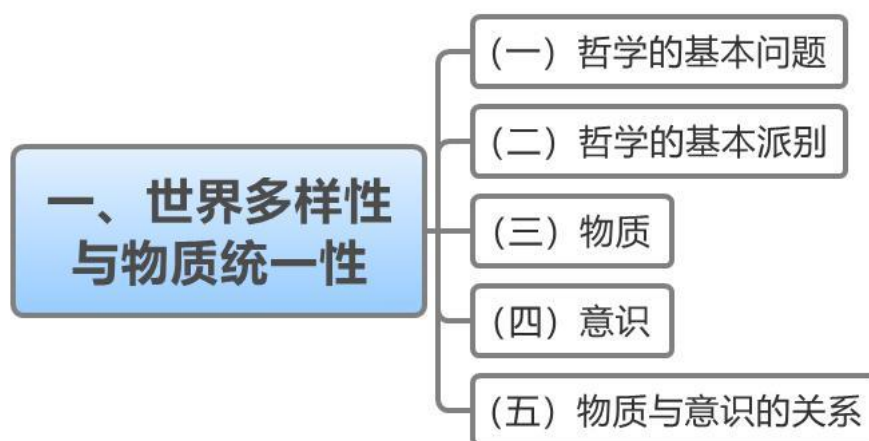 一、世界多样性
与物质统一性
（一）哲学的基本问题
（二）哲学的基本派别
（三）物质
（四）意识
（五）物质与意识的关系